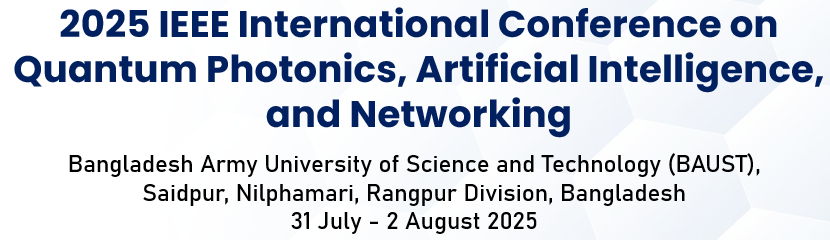 2025 IEEE International Conference on
Quantum Photonics, Artificial Intelligence,
and Networking
Bangladesh Army University of Science and Technology (BAUST),
Saidpur, Nilphamari, Rangpur Division, Bangladesh
31 July - 2 August 2025